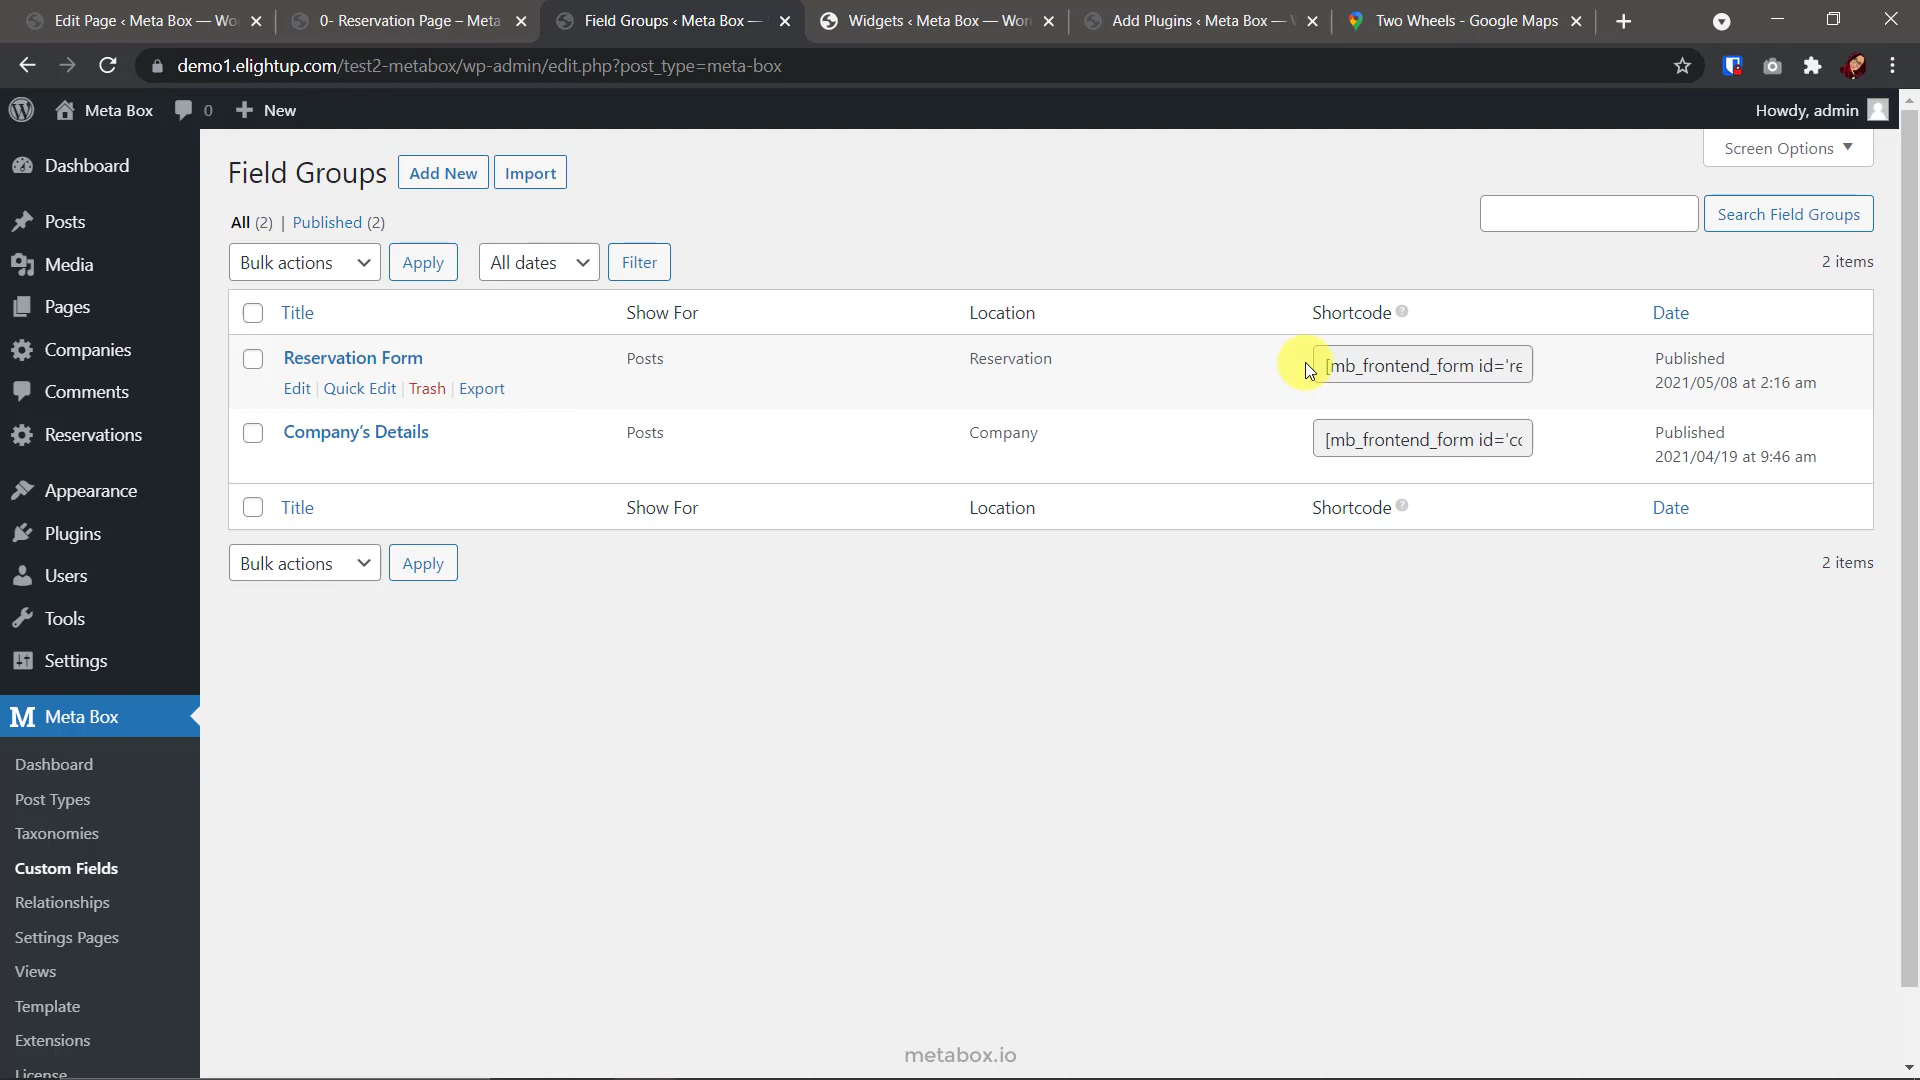 Edit Page ‹ Meta Box — Wo
0- Reservation Page – Meta
Field Groups ‹ Meta Box —
Widgets ‹ Meta Box — Wor
Add Plugins ‹ Meta Box —
Two Wheels - Google Maps
demo1.elightup.com/test2-metabox/wp-admin/edit.php?post_type=meta-box
Meta Box 0 New
Howdy, admin
Screen Options
Dashboard
Posts
Media
Pages
Companies
Comments
Reservations
Appearance
Plugins
Users
Tools
Settings
Meta Box
Dashboard
Post Types
Taxonomies
Custom Fields
Relationships
Settings Pages
Views
Template
Extensions
License
Field Groups Add New Import
All (2) | Published (2)
Search Field Groups
Bulk actions Apply All dates Filter
2 items
Title Show For Location Shortcode ? Date
Reservation Form Posts Reservation [mb_frontend_form id='re Published
Edit | Quick Edit | Trash | Export 2021/05/08 at 2:16 am
Company's Details Posts Company [mb_frontend_form id='cc Published
2021/04/19 at 9:46 am
Title Show For Location Shortcode ? Date
Bulk actions Apply
2 items
metabox.io